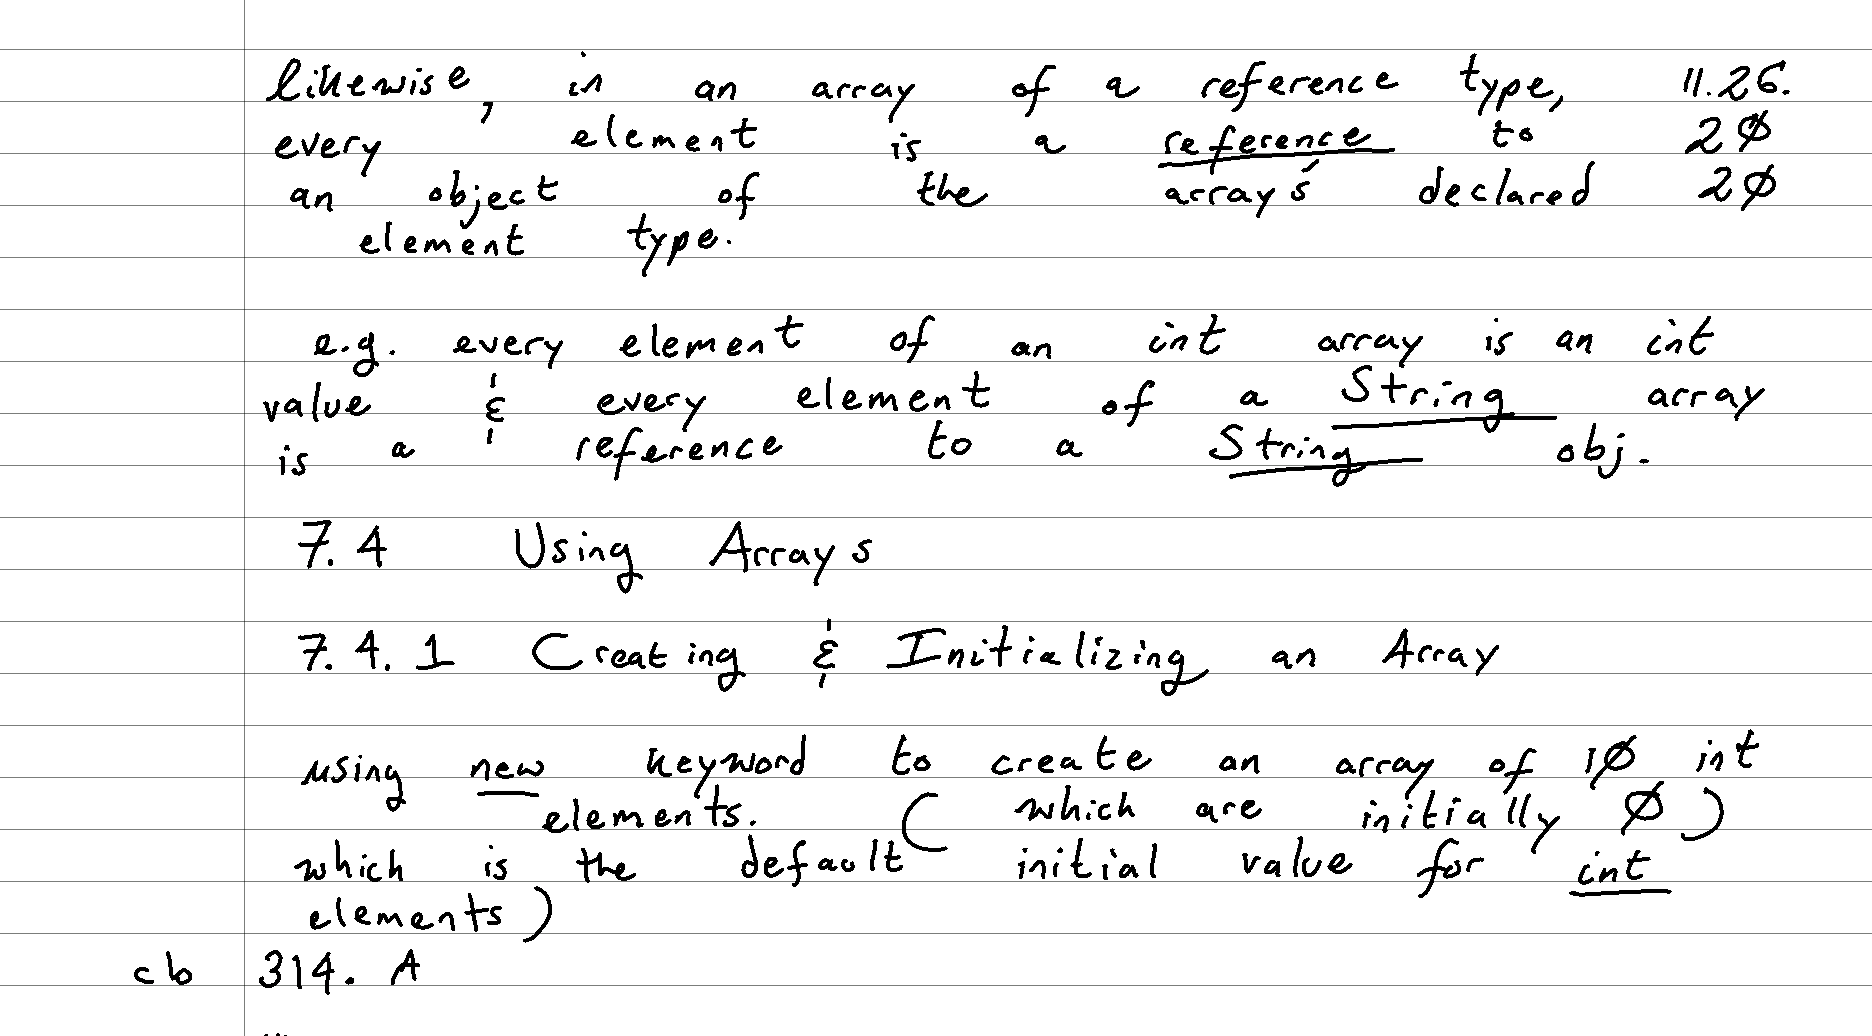 likewise, in an array of a reference type, 11.26.
every element is a reference to 2Ø
an object of the array's declared 2Ø
element type.
e.g. every element of an int array is an int
value & every element of a String array
is a reference to a String obj.
7.4 Using Arrays
7.4.1 Creating & Initializing an Array
using new keyword to create an array of 1Ø int
elements. ( which are initially Ø )
which is the default initial value for int
elements )
cb 314. A